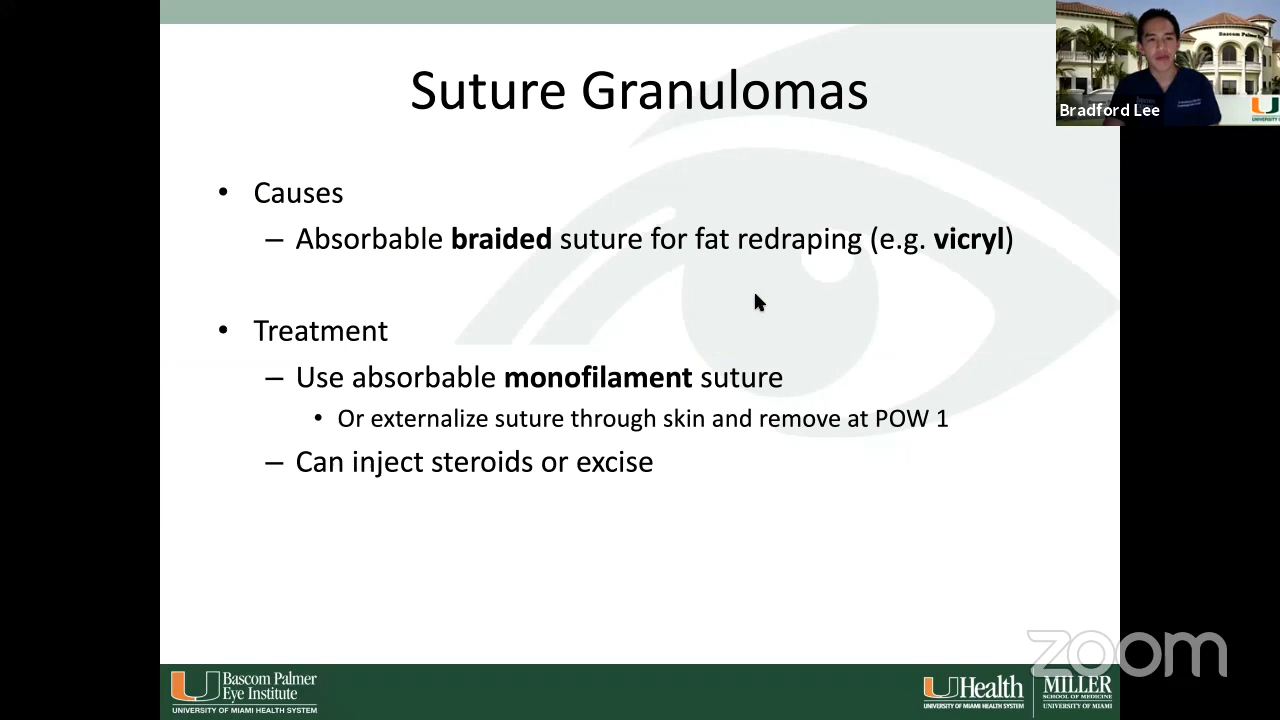 Suture Granulomas
Bradford Lee
• Causes
– Absorbable braided suture for fat redraping (e.g. vicryl)
• Treatment
– Use absorbable monofilament suture
• Or externalize suture through skin and remove at POW 1
– Can inject steroids or excise
zoom
Bascom Palmer
Eye Institute
UNIVERSITY OF MIAMI HEALTH SYSTEM
UHealth
UNIVERSITY OF MIAMI HEALTH SYSTEM
MILLER
SCHOOL OF MEDICINE
UNIVERSITY OF MIAMI